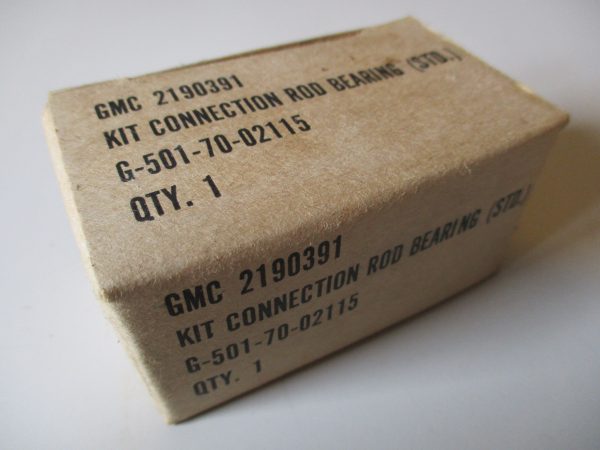 GMC 2190391
KIT CONNECTION ROD BEARING (STD.)
G-501-70-02115
QTY. 1
GMC 2190391
KIT CONNECTION ROD BEARING (STD.)
G-501-70-02115
QTY. 1